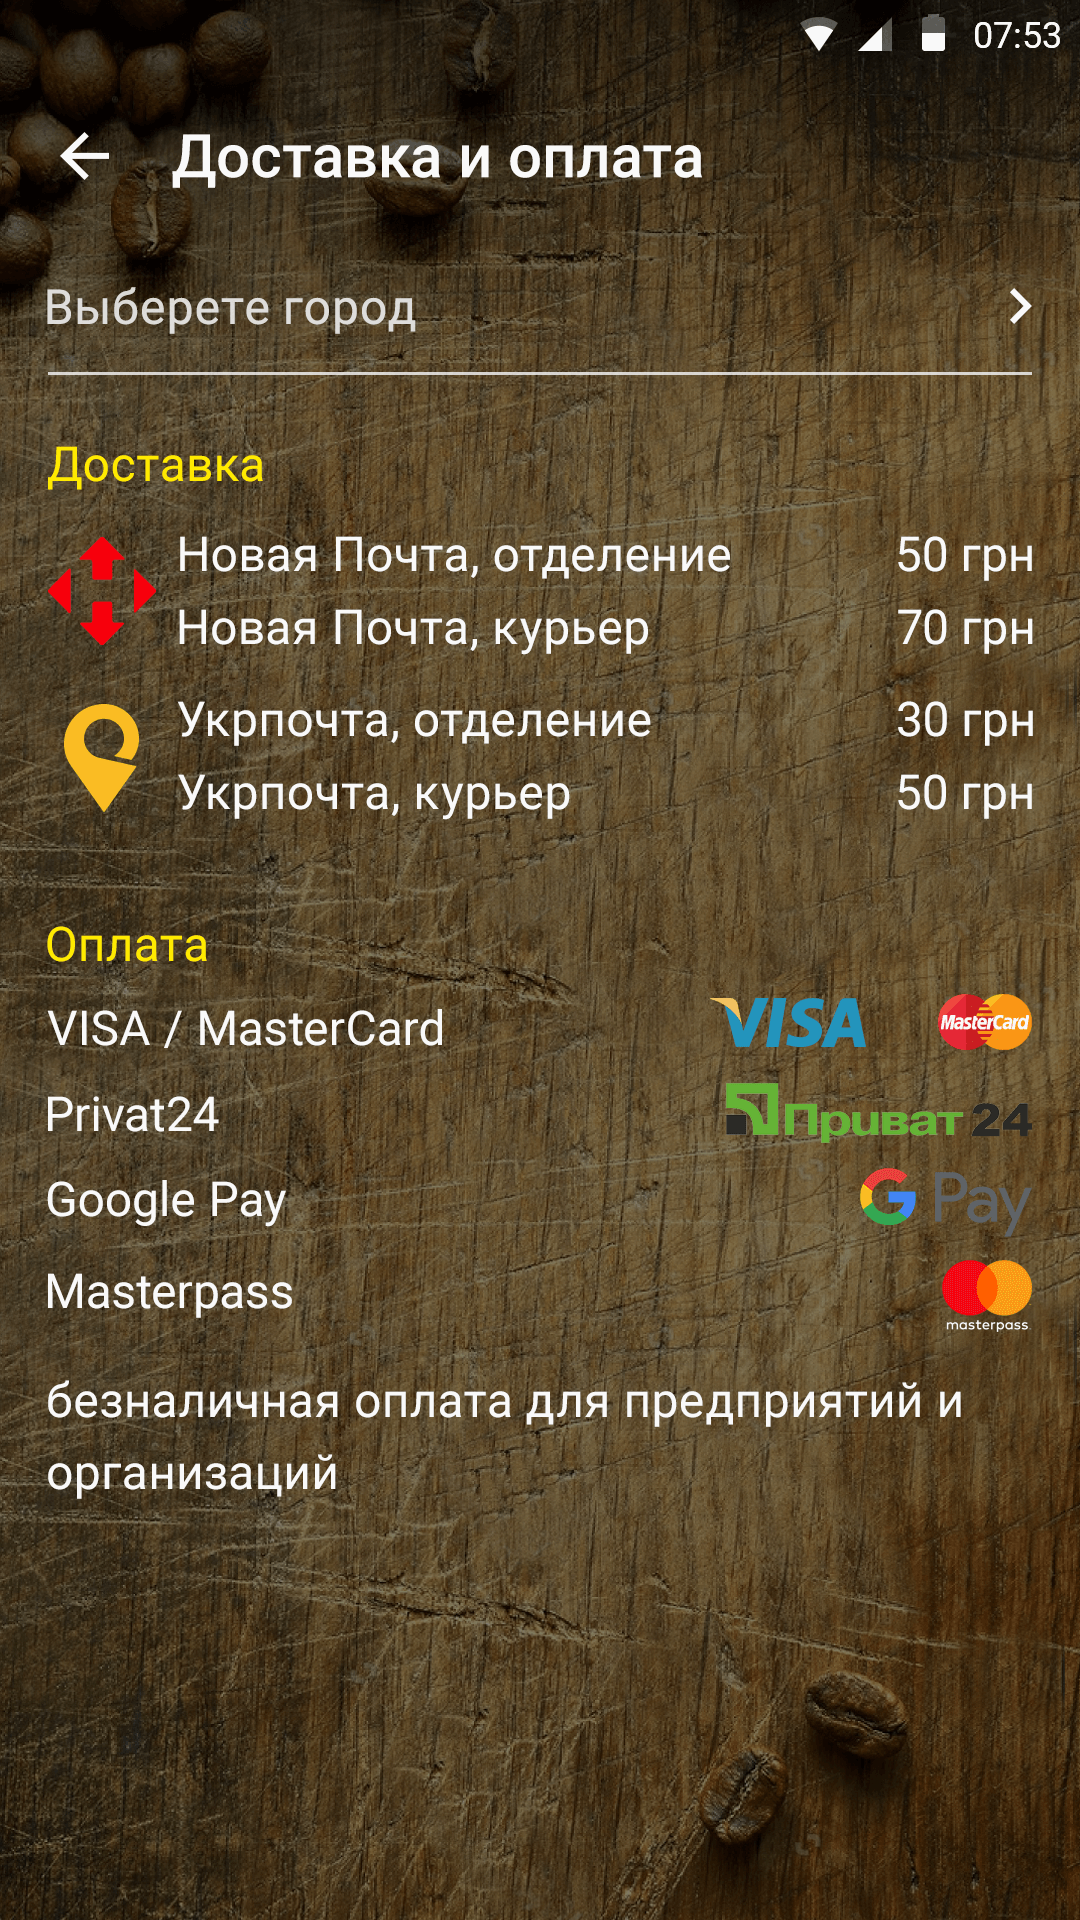 07:53
Доставка и оплата
Выберете город
Доставка
Новая Почта, отделение 50 грн
Новая Почта, курьер 70 грн
Укрпочта, отделение 30 грн
Укрпочта, курьер 50 грн
Оплата
VISA / MasterCard VISA MasterCard
Privat24 Приват 24
Google Pay G Pay
Masterpass masterpass
безналичная оплата для предприятий и
организаций